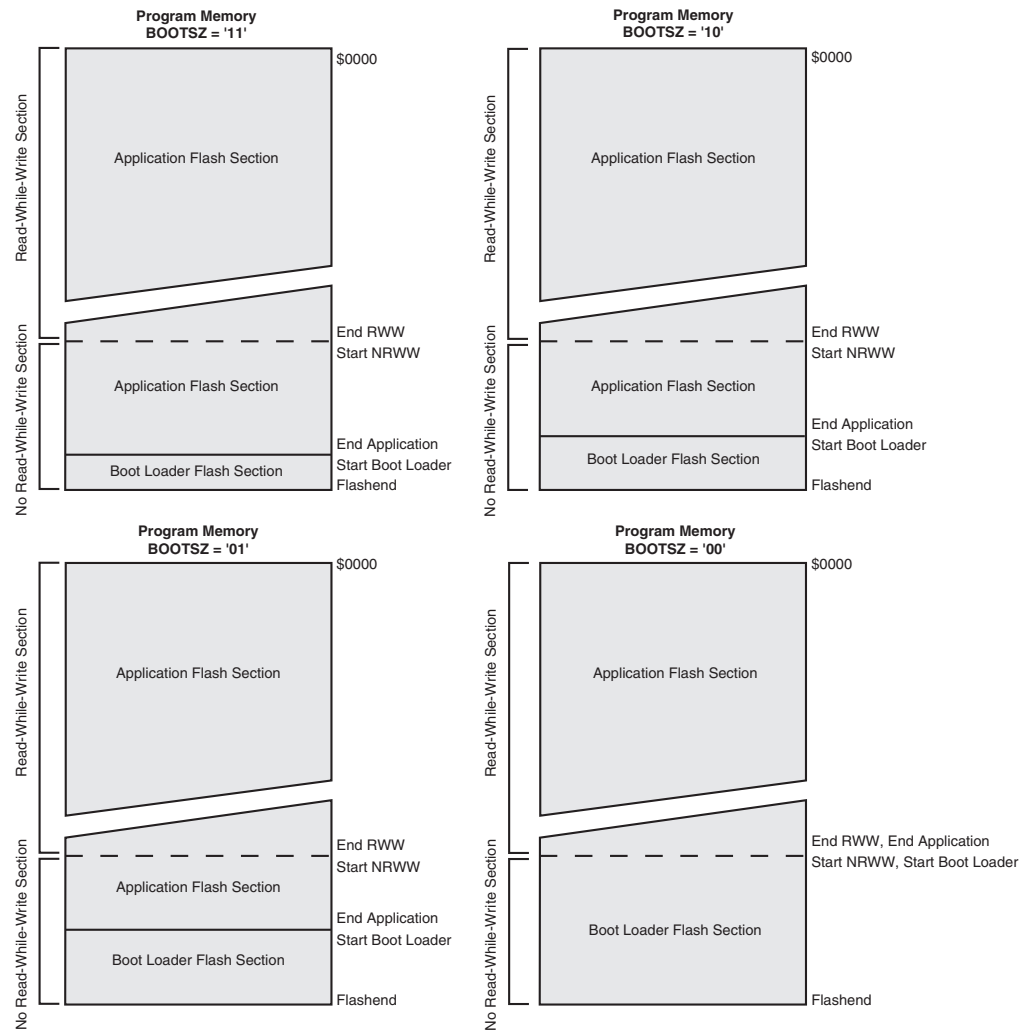 Program Memory
BOOTSZ = '11'
$0000
Read-While-Write Section
Application Flash Section
End RWW
Start NRWW
No Read-While-Write Section
Application Flash Section
End Application
Start Boot Loader
Boot Loader Flash Section
Flashend
Program Memory
BOOTSZ = '10'
$0000
Read-While-Write Section
Application Flash Section
End RWW
Start NRWW
No Read-While-Write Section
Application Flash Section
End Application
Start Boot Loader
Boot Loader Flash Section
Flashend
Program Memory
BOOTSZ = '01'
$0000
Read-While-Write Section
Application Flash Section
End RWW
Start NRWW
No Read-While-Write Section
Application Flash Section
End Application
Start Boot Loader
Boot Loader Flash Section
Flashend
Program Memory
BOOTSZ = '00'
$0000
Read-While-Write Section
Application Flash Section
End RWW, End Application
Start NRWW, Start Boot Loader
No Read-While-Write Section
Boot Loader Flash Section
Flashend